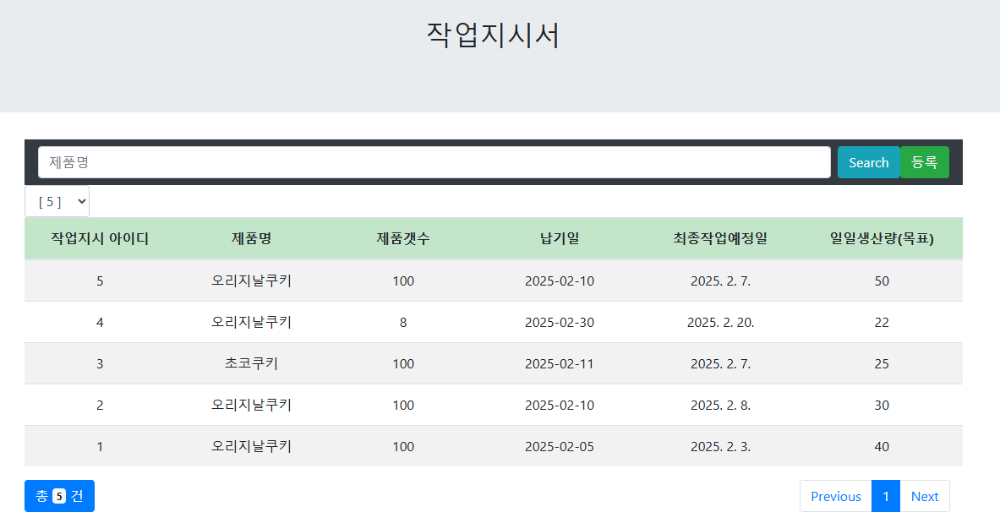 작업지시서
제품명 Search 등록
[ 5 ]
작업지시 아이디 제품명 제품갯수 납기일 최종작업예정일 일일생산량(목표)
5 오리지날쿠키 100 2025-02-10 2025. 2. 7. 50
4 오리지날쿠키 8 2025-02-30 2025. 2. 20. 22
3 초코쿠키 100 2025-02-11 2025. 2. 7. 25
2 오리지날쿠키 100 2025-02-10 2025. 2. 8. 30
1 오리지날쿠키 100 2025-02-05 2025. 2. 3. 40
총 5 건 Previous 1 Next